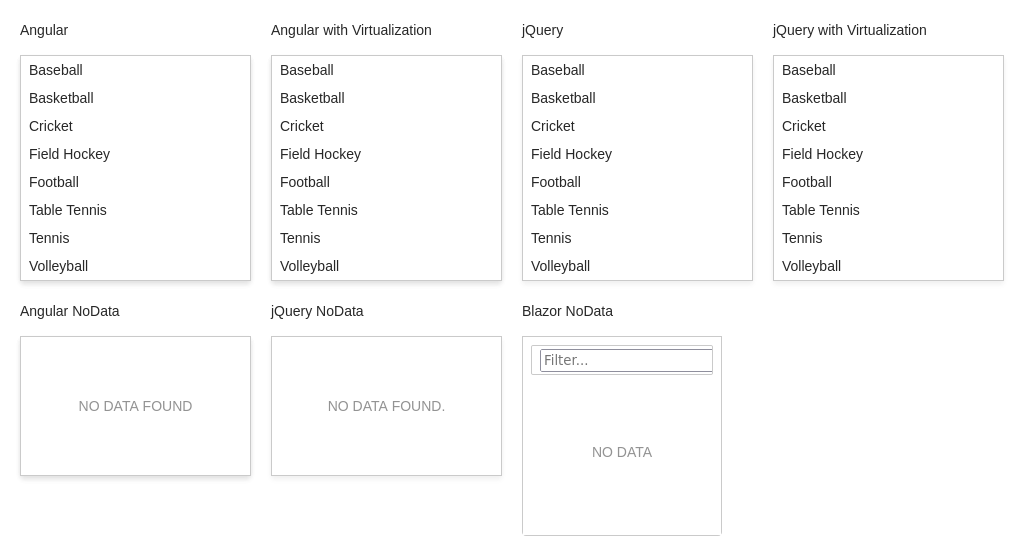 Angular
Baseball
Basketball
Cricket
Field Hockey
Football
Table Tennis
Tennis
Volleyball
Angular with Virtualization
Baseball
Basketball
Cricket
Field Hockey
Football
Table Tennis
Tennis
Volleyball
jQuery
Baseball
Basketball
Cricket
Field Hockey
Football
Table Tennis
Tennis
Volleyball
jQuery with Virtualization
Baseball
Basketball
Cricket
Field Hockey
Football
Table Tennis
Tennis
Volleyball
Angular NoData
NO DATA FOUND
jQuery NoData
NO DATA FOUND.
Blazor NoData
Filter...
NO DATA